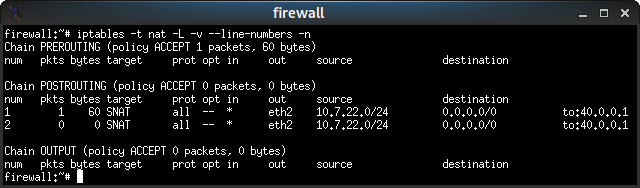 firewall
firewall:~# iptables -t nat -L -v --line-numbers -n
Chain PREROUTING (policy ACCEPT 1 packets, 60 bytes)
num   pkts bytes target     prot opt in     out     source               destination
Chain POSTROUTING (policy ACCEPT 0 packets, 0 bytes)
num   pkts bytes target     prot opt in     out     source               destination
1        1    60 SNAT       all  --  *      eth2    10.7.22.0/24         0.0.0.0/0           to:40.0.0.1
2        0     0 SNAT       all  --  *      eth2    10.7.22.0/24         0.0.0.0/0           to:40.0.0.1
Chain OUTPUT (policy ACCEPT 0 packets, 0 bytes)
num   pkts bytes target     prot opt in     out     source               destination
firewall:~#